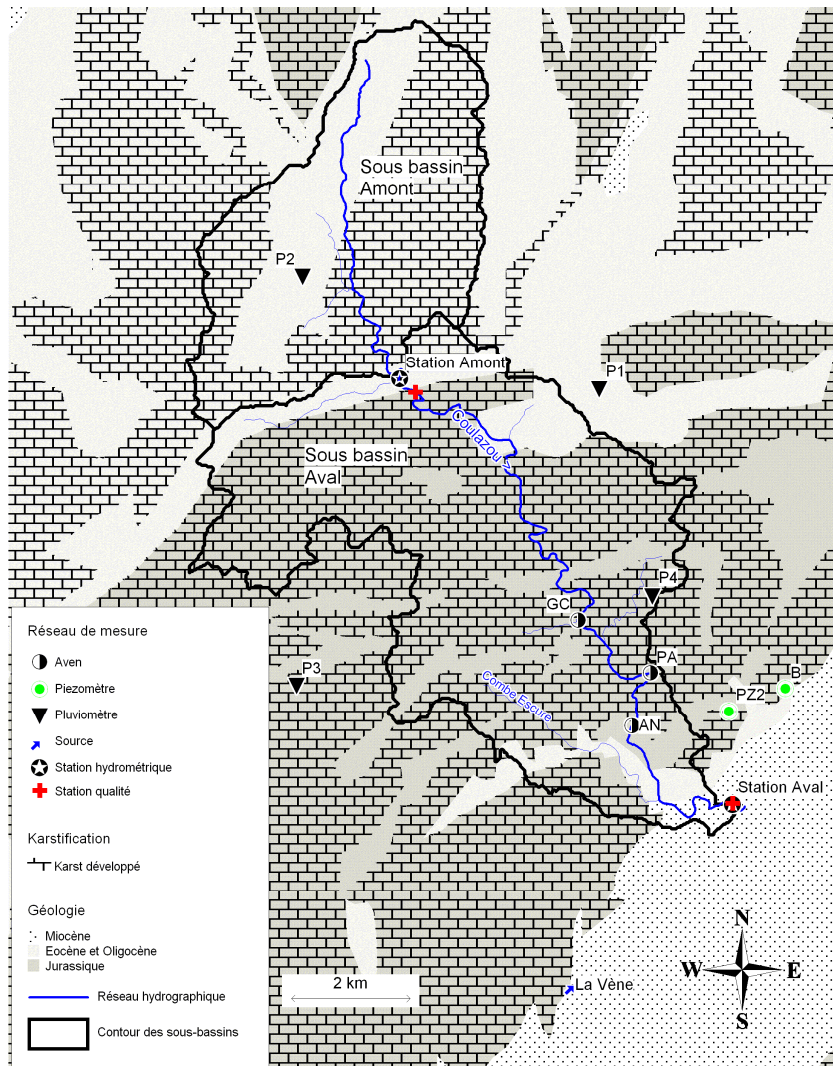 Sous bassin
Amont
P2
Station Amont
P1
Coulazou >
Sous bassin
Aval
P4
GC
PA
B
P3
PZ2
Combe Escure
AN
Station Aval
La Vène
2 km
N
W
E
S
Réseau de mesure
Aven
Piezomètre
Pluviomètre
Source
Station hydrométrique
Station qualité
Karstification
Karst développé
Géologie
Miocène
Eocène et Oligocène
Jurassique
Réseau hydrographique
Contour des sous-bassins